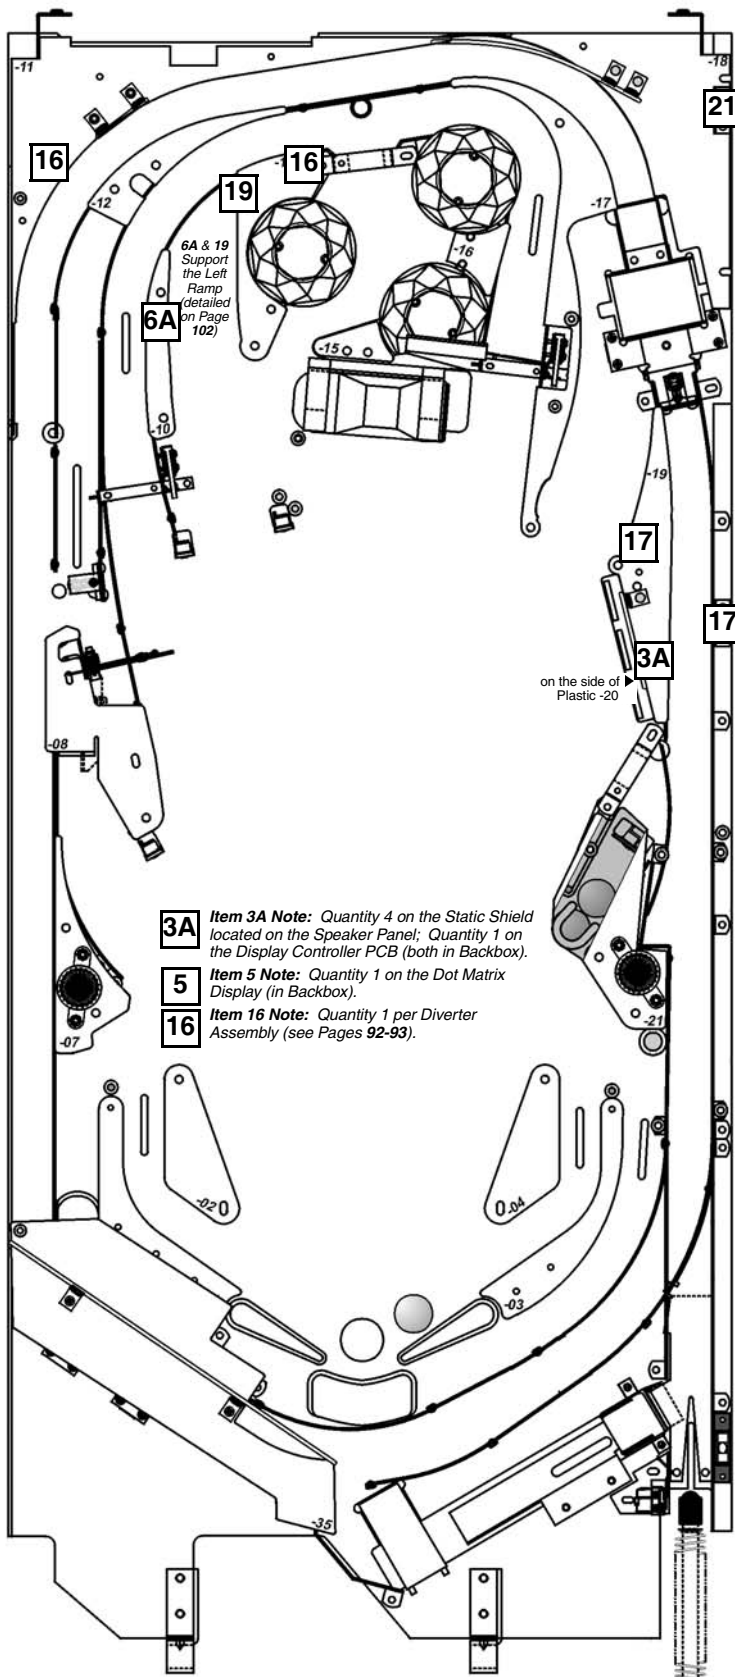 -11
-18
21
16
16
-12
19
-17
6A & 19
Support
the Left
Ramp
(detailed
on Page
102)
-16
6A
-15
-10
-19
17
17
3A
on the side of
Plastic -20
-08
3A
Item 3A Note: Quantity 4 on the Static Shield
located on the Speaker Panel; Quantity 1 on
the Display Controller PCB (both in Backbox).
5
Item 5 Note: Quantity 1 on the Dot Matrix
Display (in Backbox).
16
Item 16 Note: Quantity 1 per Diverter
Assembly (see Pages 92-93).
-07
-21
-02
-04
-03
-35